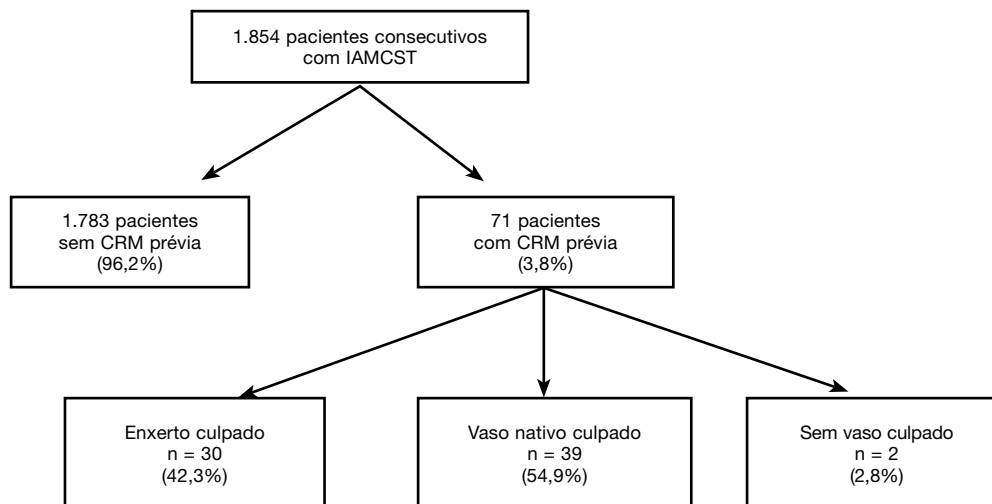 1.854 pacientes consecutivos
com IAMCST
1.783 pacientes
sem CRM prévia
(96,2%)
71 pacientes
com CRM prévia
(3,8%)
Enxerto culpado
n = 30
(42,3%)
Vaso nativo culpado
n = 39
(54,9%)
Sem vaso culpado
n = 2
(2,8%)